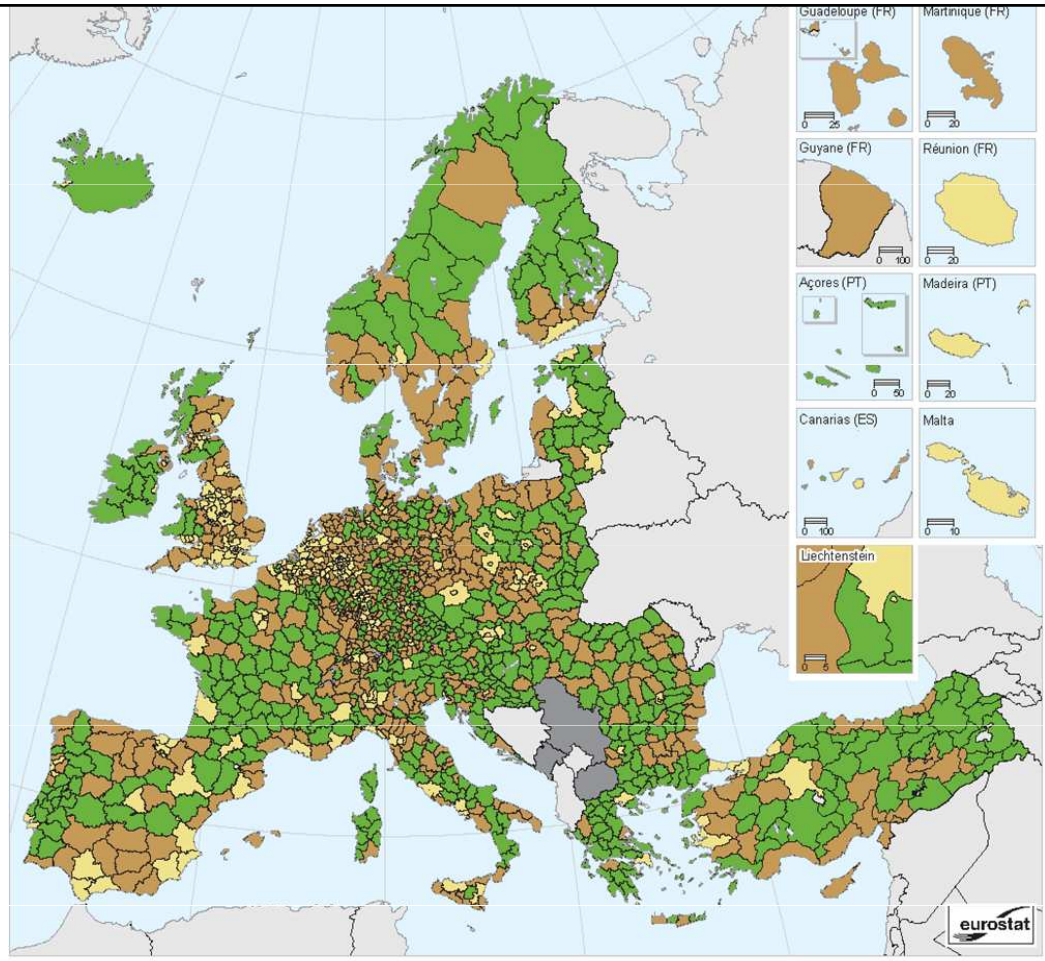 Guadeloupe (FR)
0 25
Martinique (FR)
0 20
Guyane (FR)
0 100
Réunion (FR)
0 20
Açores (PT)
0 50
Madeira (PT)
0 20
Canarias (ES)
0 100
Malta
0 10
Liechtenstein
0 5
eurostat